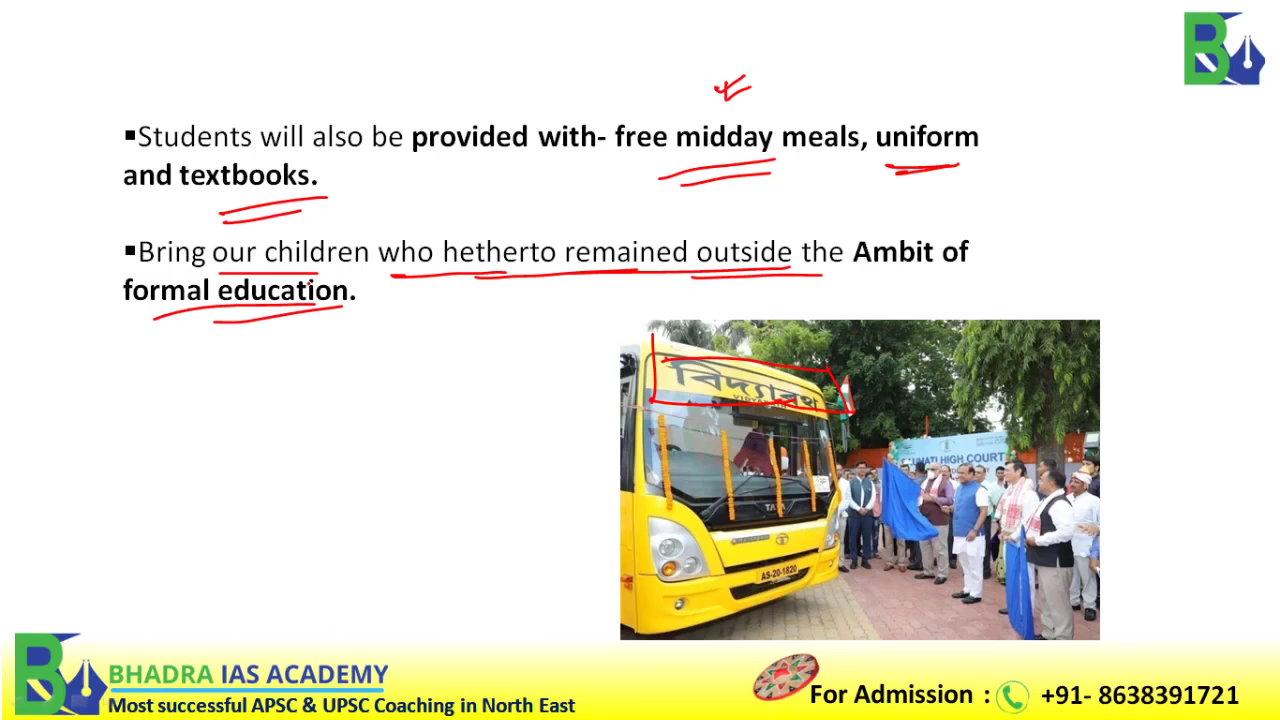 ▪Students will also be provided with- free midday meals, uniform
and textbooks.
▪Bring our children who hetherto remained outside the Ambit of
formal education.
বিদ্যাৰথ
HIGH COURT
TATA
AS-20-1820
BHADRA IAS ACADEMY
Most successful APSC & UPSC Coaching in North East
For Admission : +91- 8638391721